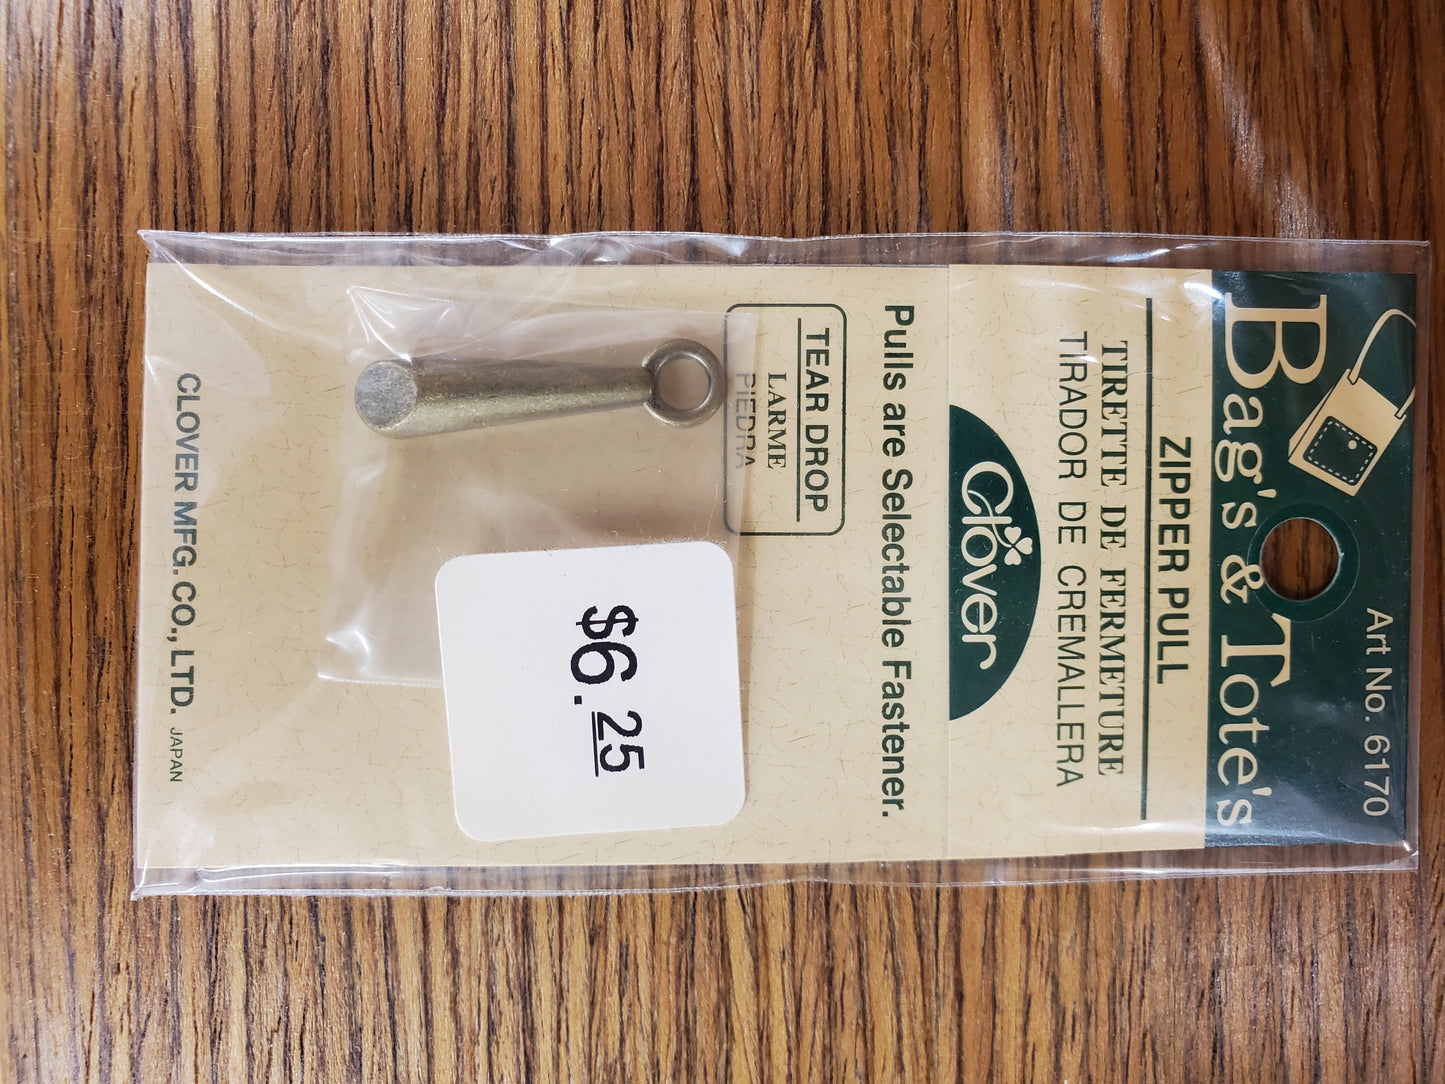 Art No. 6170
Bag's & Tote's
ZIPPER PULL
TIRETTE DE FERMETURE
TIRADOR DE CREMALLERA
Clover
Pulls are Selectable Fastener.
TEAR DROP
LARME
PIEDRA
$6.25
CLOVER MFG. CO., LTD. JAPAN